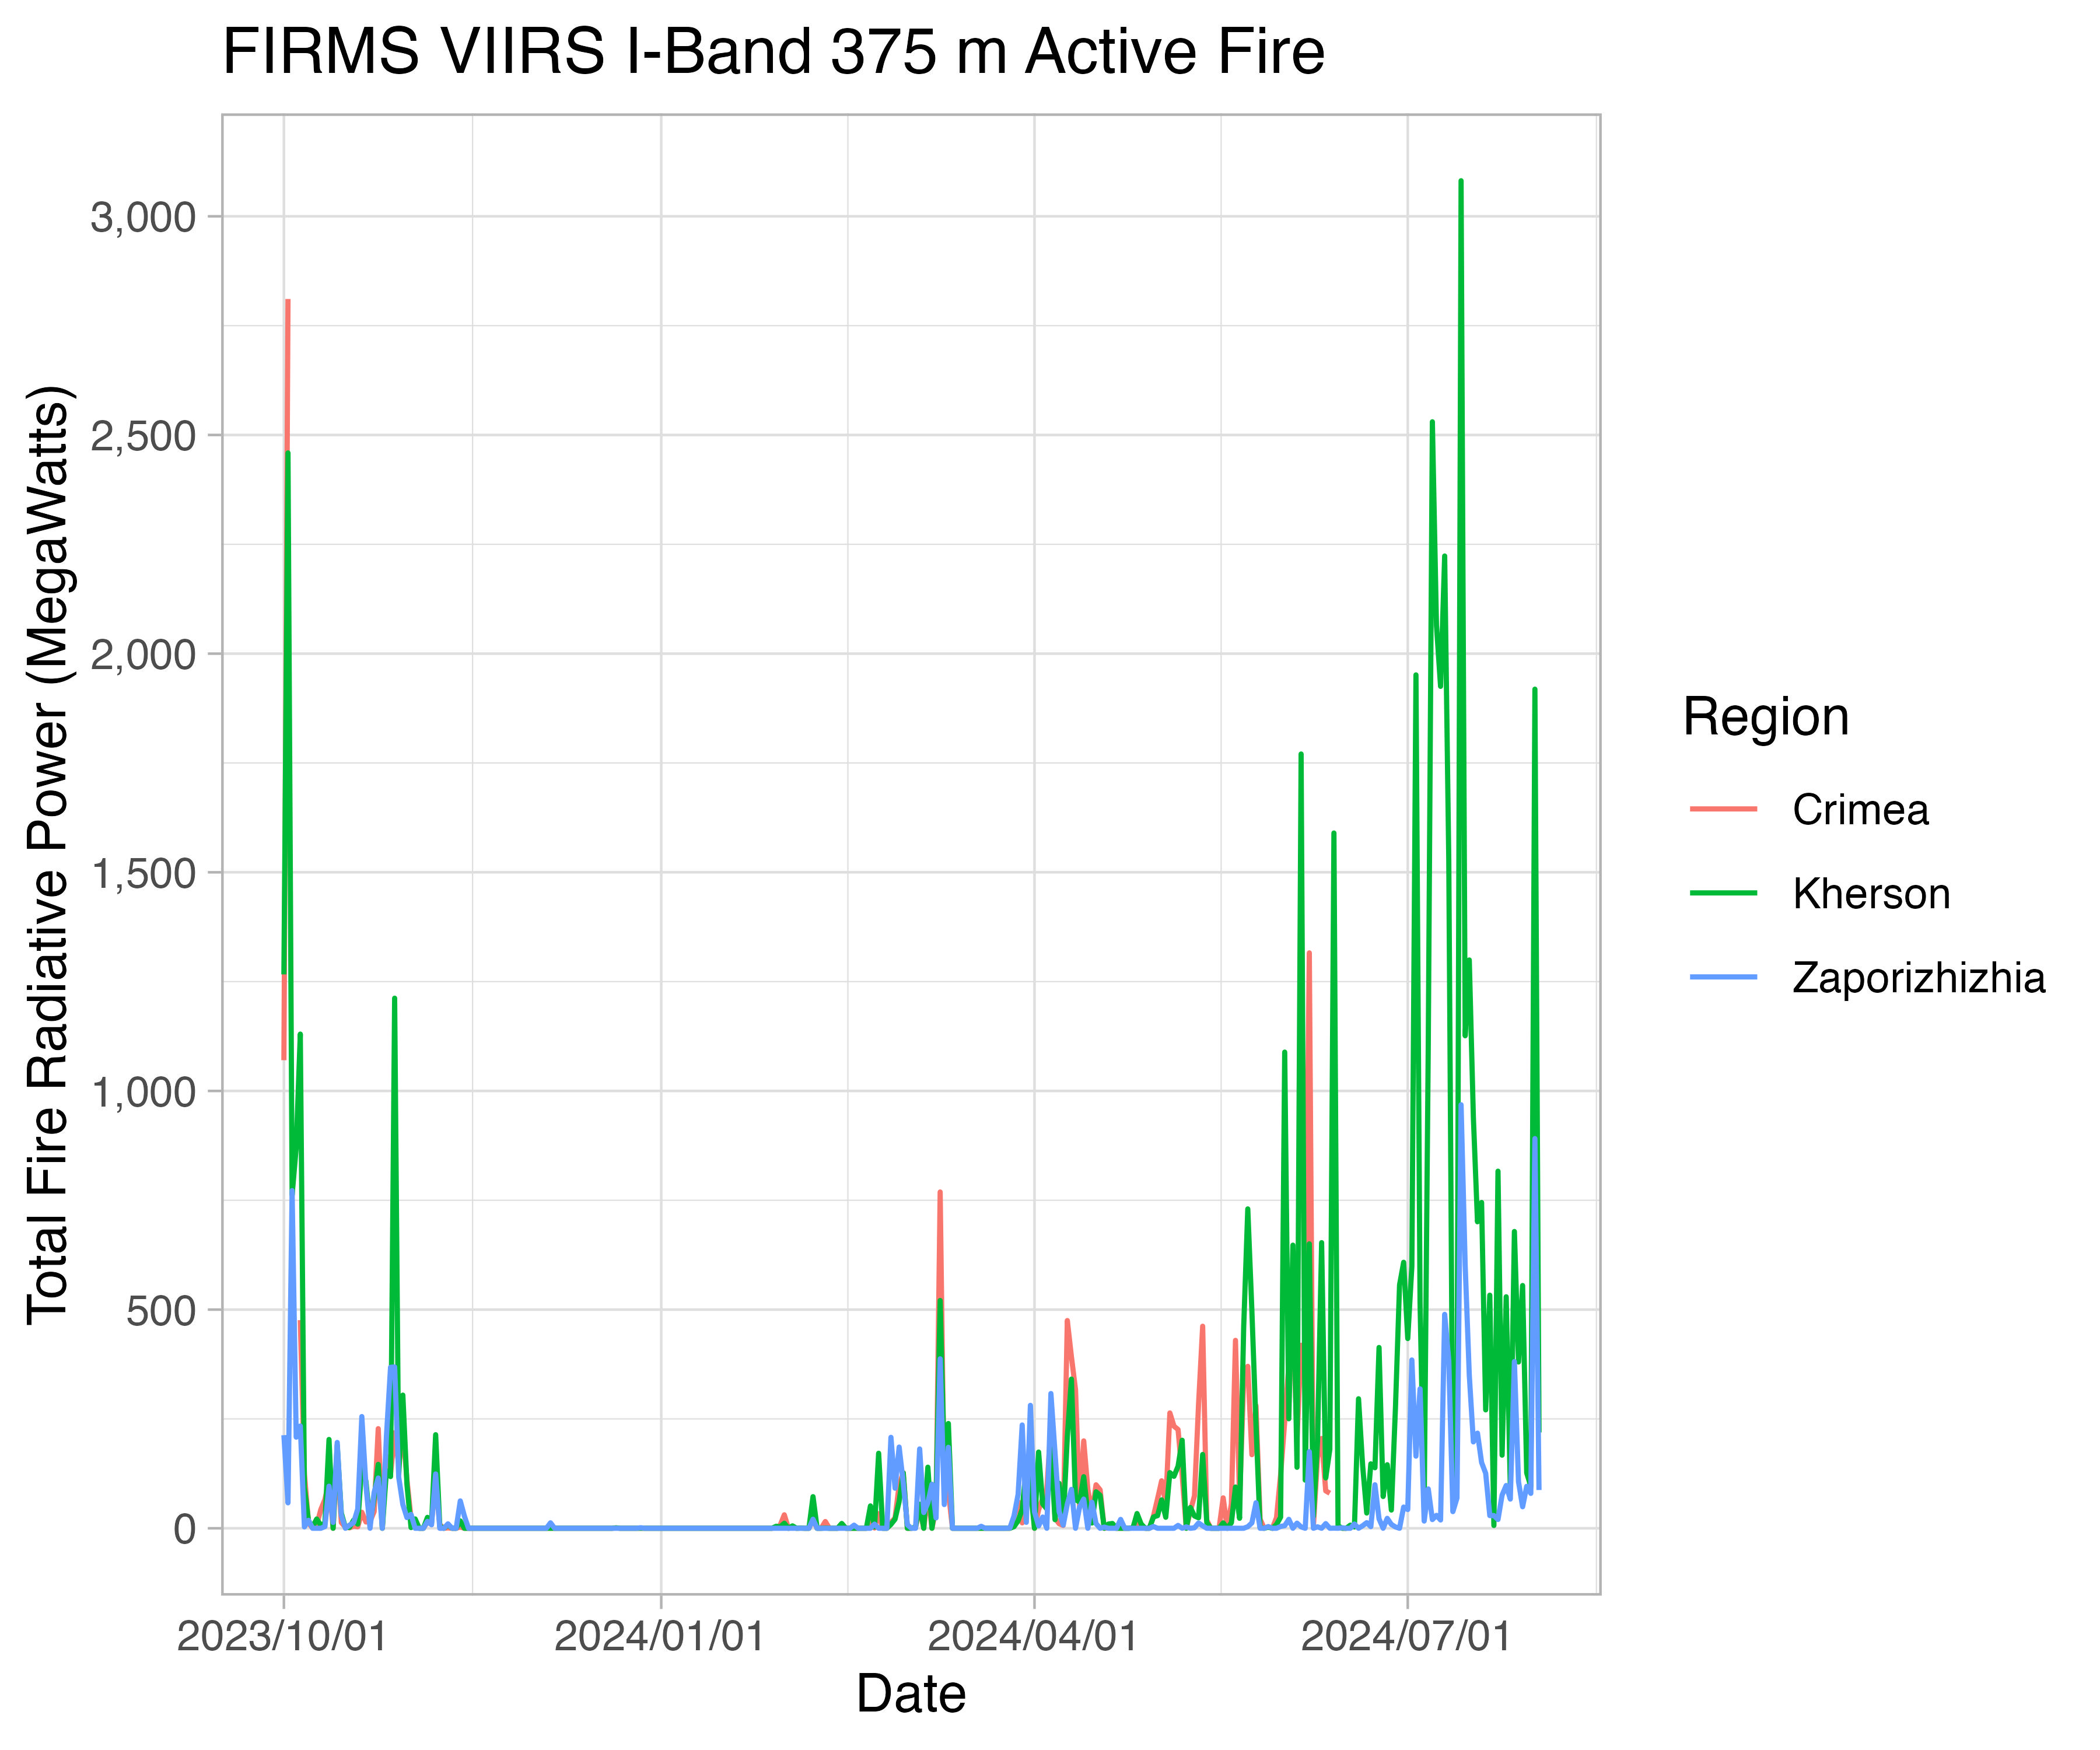 FIRMS VIIRS I-Band 375 m Active Fire
Total Fire Radiative Power (MegaWatts)
3,000
2,500
2,000
1,500
1,000
500
0
2023/10/01 2024/01/01 2024/04/01 2024/07/01
Date
Region
Crimea
Kherson
Zaporizhizhia